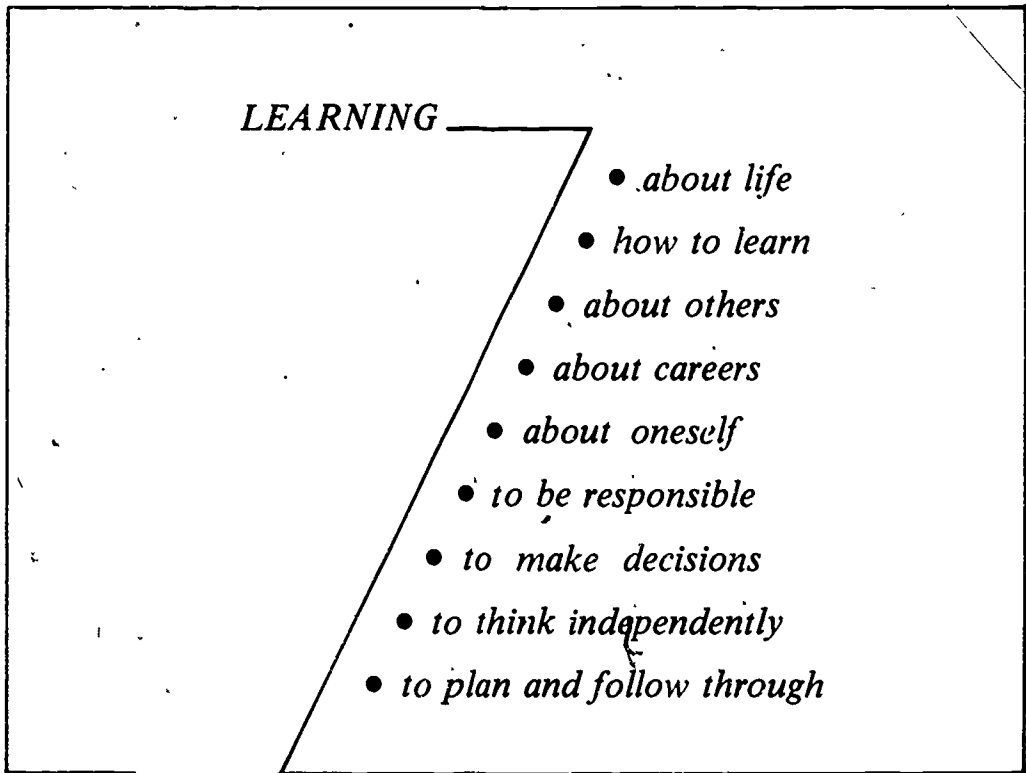 LEARNING
• about life
• how to learn
• about others
• about careers
• about oneself
• to be responsible
• to make decisions
• to think independently
• to plan and follow through